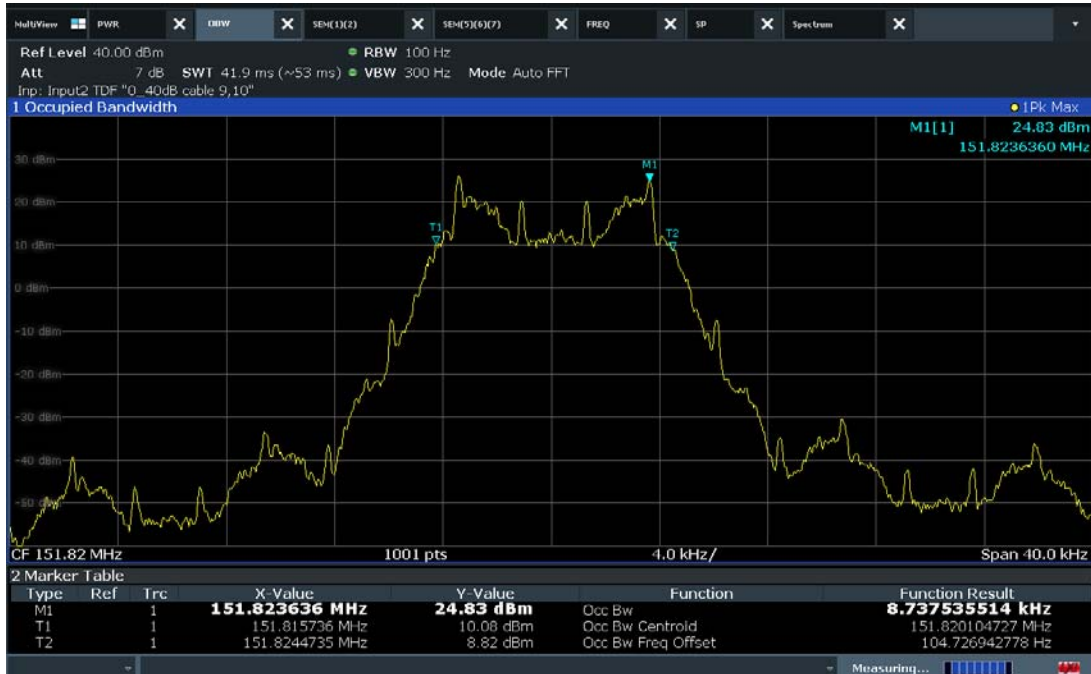 MultiView PWR OBW SEM(1)(2) SEM(5)(6)(7) FREQ SP Spectrum
Ref Level 40.00 dBm RBW 100 Hz
Att 7 dB SWT 41.9 ms (~53 ms) VBW 300 Hz Mode Auto FFT
Inp: Input2 TDF "0_40dB cable 9,10"
1 Occupied Bandwidth 1Pk Max
M1[1] 24.83 dBm
151.8236360 MHz
30 dBm
M1
20 dBm
T1
T2
10 dBm
0 dBm
-10 dBm
-20 dBm
-30 dBm
-40 dBm
-50 dBm
CF 151.82 MHz 1001 pts 4.0 kHz/ Span 40.0 kHz
2 Marker Table
Type Ref Trc X-Value Y-Value Function Function Result
M1 1 151.823636 MHz 24.83 dBm Occ Bw 8.737535514 kHz
T1 1 151.815736 MHz 10.08 dBm Occ Bw Centroid 151.820104727 MHz
T2 1 151.8244735 MHz 8.82 dBm Occ Bw Freq Offset 104.726942778 Hz
Measuring...